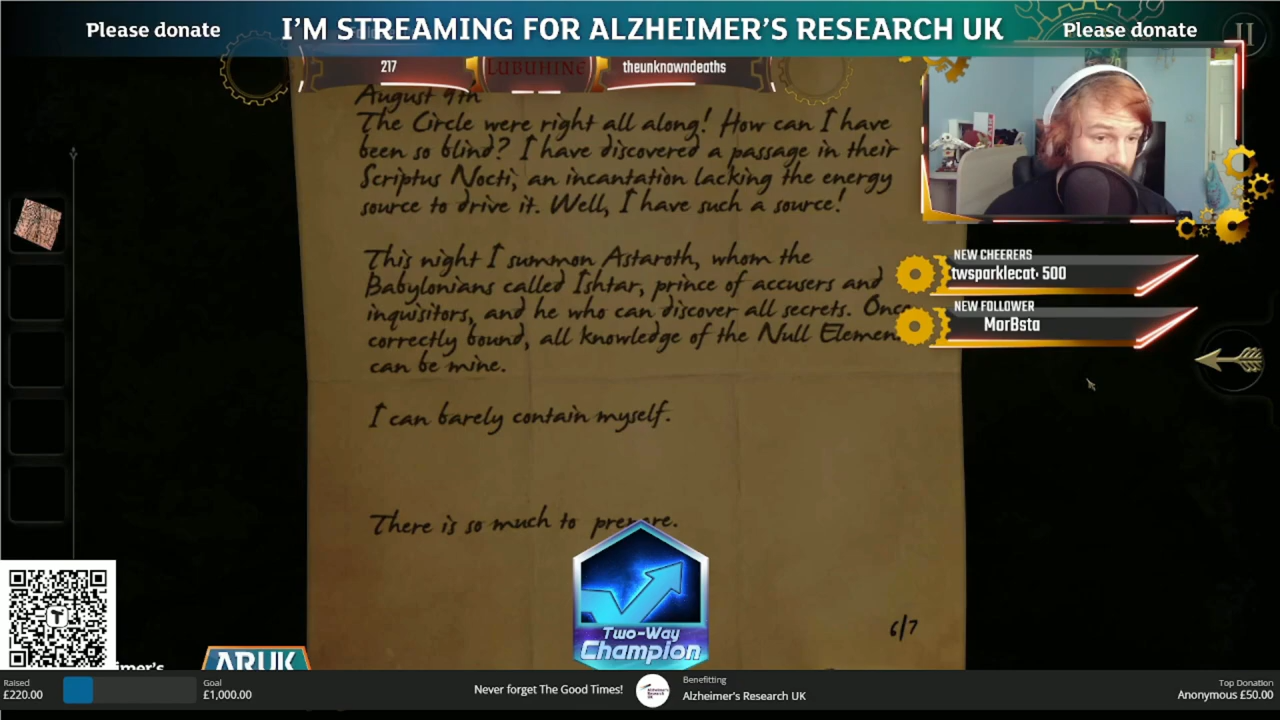 Please donate
I'M STREAMING FOR ALZHEIMER'S RESEARCH UK
Please donate
217
LUBUHINE
theunknowndeaths
August 9th
The Circle were right all along! How can I have
been so blind? I have discovered a passage in their
Scriptus Nocti, an incantation lacking the energy
source to drive it. Well, I have such a source!
This night I summon Astaroth, whom the
Babylonians called Ishtar, prince of accusers and
inquisitors, and he who can discover all secrets. Once
correctly bound, all knowledge of the Null Elemen
can be mine.
I can barely contain myself.
There is so much to prepare.
6/7
NEW CHEERERS
twsparklecat: 500
NEW FOLLOWER
MorBsta
Two-Way
Champion
imer's
ARUK
Raised
£220.00
Goal
£1,000.00
Never forget The Good Times!
Benefitting
Alzheimer's Research UK
Top Donation
Anonymous £50.00